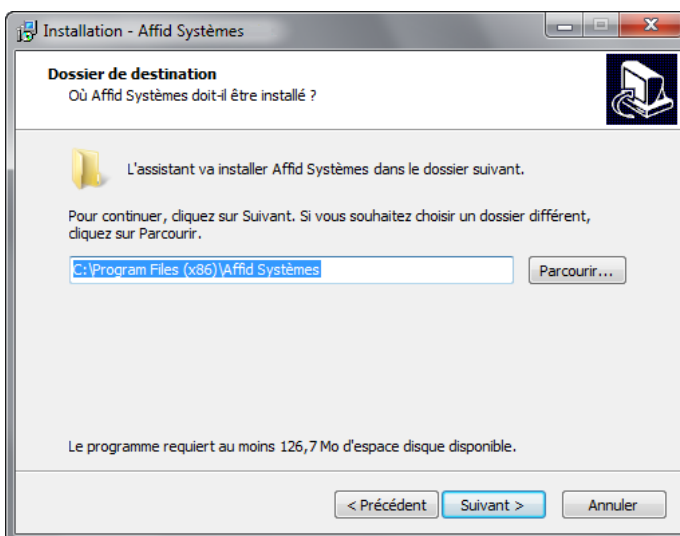 Installation - Affid Systèmes
Dossier de destination
Où Affid Systèmes doit-il être installé ?
L'assistant va installer Affid Systèmes dans le dossier suivant.
Pour continuer, cliquez sur Suivant. Si vous souhaitez choisir un dossier différent,
cliquez sur Parcourir.
C:\Program Files (x86)\Affid Systèmes
Parcourir...
Le programme requiert au moins 126,7 Mo d'espace disque disponible.
< Précédent
Suivant >
Annuler